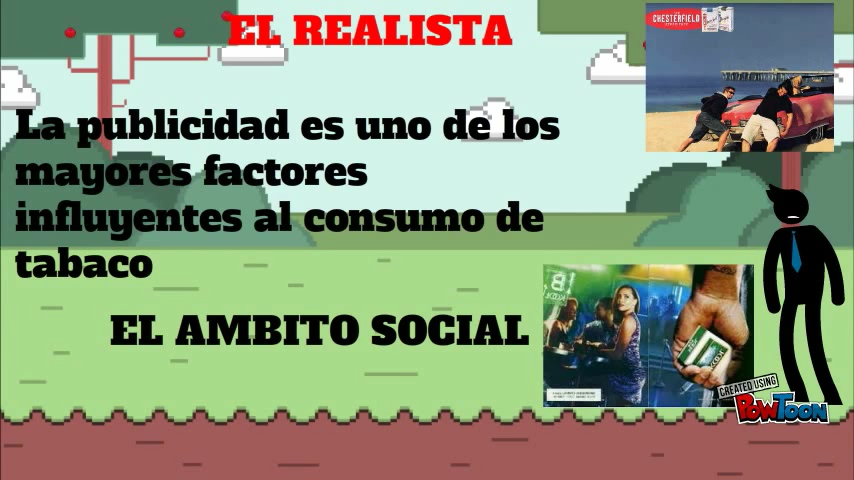 EL REALISTA
CHESTERFIELD
La publicidad es uno de los
mayores factores
influyentes al consumo de
tabaco
EL AMBITO SOCIAL
CREATED USING
POWTOON